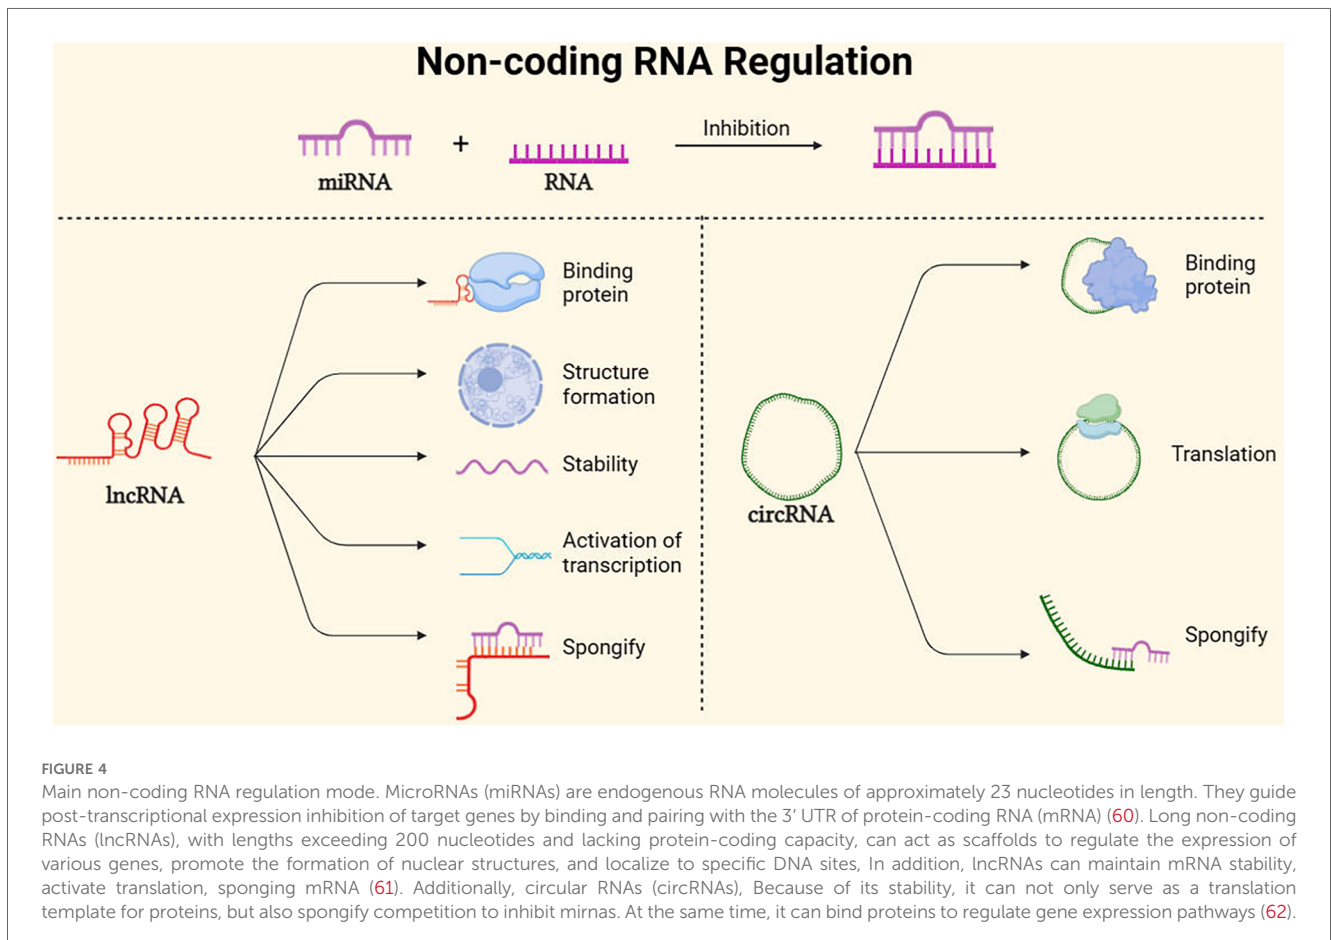 Non-coding RNA Regulation
miRNA
+
RNA
Inhibition
lncRNA
Binding
protein
Structure
formation
Stability
Activation of
transcription
Spongify
circRNA
Binding
protein
Translation
Spongify
FIGURE 4
Main non-coding RNA regulation mode. MicroRNAs (miRNAs) are endogenous RNA molecules of approximately 23 nucleotides in length. They guide
post-transcriptional expression inhibition of target genes by binding and pairing with the 3′ UTR of protein-coding RNA (mRNA) (60). Long non-coding
RNAs (lncRNAs), with lengths exceeding 200 nucleotides and lacking protein-coding capacity, can act as scaffolds to regulate the expression of
various genes, promote the formation of nuclear structures, and localize to specific DNA sites, In addition, lncRNAs can maintain mRNA stability,
activate translation, sponging mRNA (61). Additionally, circular RNAs (circRNAs), Because of its stability, it can not only serve as a translation
template for proteins, but also spongify competition to inhibit mirnas. At the same time, it can bind proteins to regulate gene expression pathways (62).